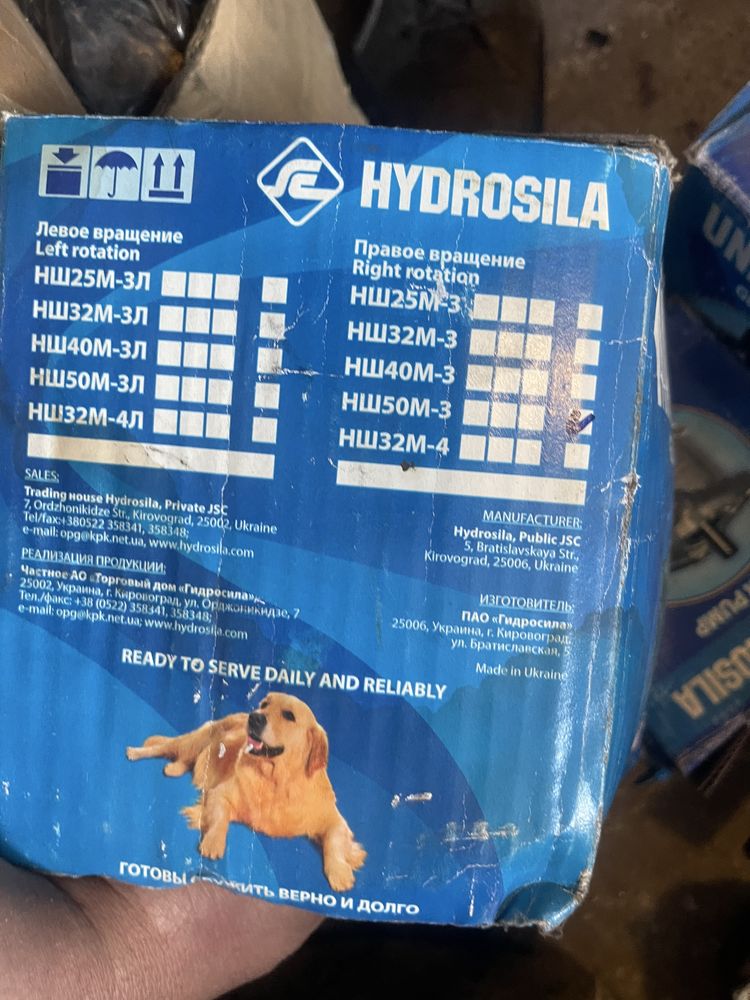 HYDROSILA
Левое вращение
Left rotation
НШ25М-3Л
НШ32М-3Л
НШ40М-3Л
НШ50М-3Л
НШ32М-4Л
Правое вращение
Right rotation
НШ25М-3
НШ32М-3
НШ40М-3
НШ50М-3
НШ32М-4
SALES:
Trading House Hydrosila, Private JSC
7, Ordzhonikidze Str., Kirovograd, 25002, Ukraine
Tel/fax:+380522 358341, 358348;
e-mail: opg@kpk.net.ua, www.hydrosila.com
РЕАЛИЗАЦИЯ ПРОДУКЦИИ:
Частное АО «Торговый дом «Гидросила»,
25002, Украина, г. Кировоград, ул. Орджоникидзе, 7
Тел./факс: +38 (0522) 358341, 358348;
e-mail: opg@kpk.net.ua; www.hydrosila.com
MANUFACTURER:
Hydrosila, Public JSC
5, Bratislavskaya Str.,
Kirovograd, 25006, Ukraine
ИЗГОТОВИТЕЛЬ:
ПАО «Гидросила»
25006, Украина, г. Кировоград,
ул. Братиславская, 5
Made in Ukraine
READY TO SERVE DAILY AND RELIABLY
ГОТОВЫ ВЕРНО И ДОЛГО
UN
PUMP
OSILA